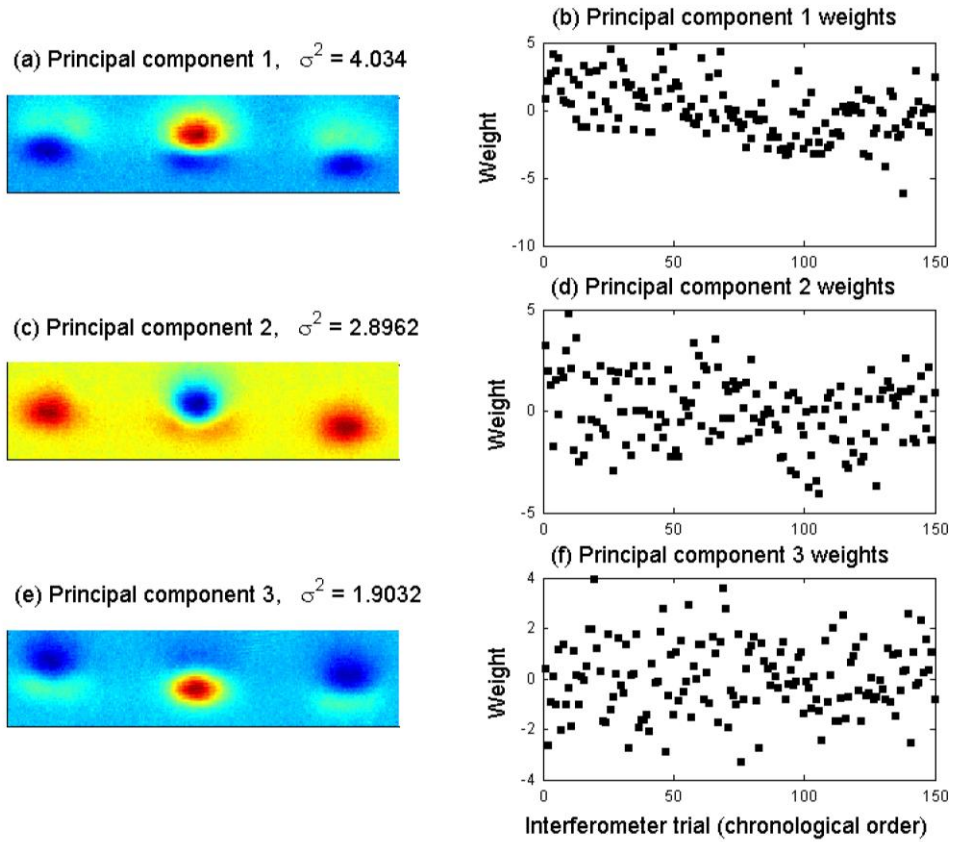 (a) Principal component 1, σ² = 4.034
(b) Principal component 1 weights
Weight
5
0
-5
-10
0 50 100 150
(c) Principal component 2, σ² = 2.8962
(d) Principal component 2 weights
Weight
5
0
-5
0 50 100 150
(e) Principal component 3, σ² = 1.9032
(f) Principal component 3 weights
Weight
4
2
0
-2
-4
0 50 100 150
Interferometer trial (chronological order)